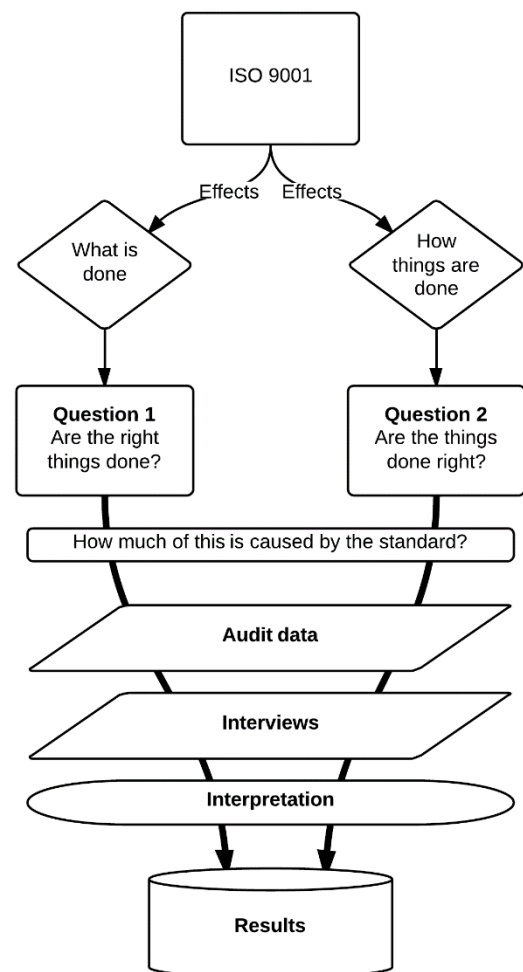 ISO 9001
Effects
Effects
What is
done
How
things are
done
Question 1
Are the right
things done?
Question 2
Are the things
done right?
How much of this is caused by the standard?
Audit data
Interviews
Interpretation
Results